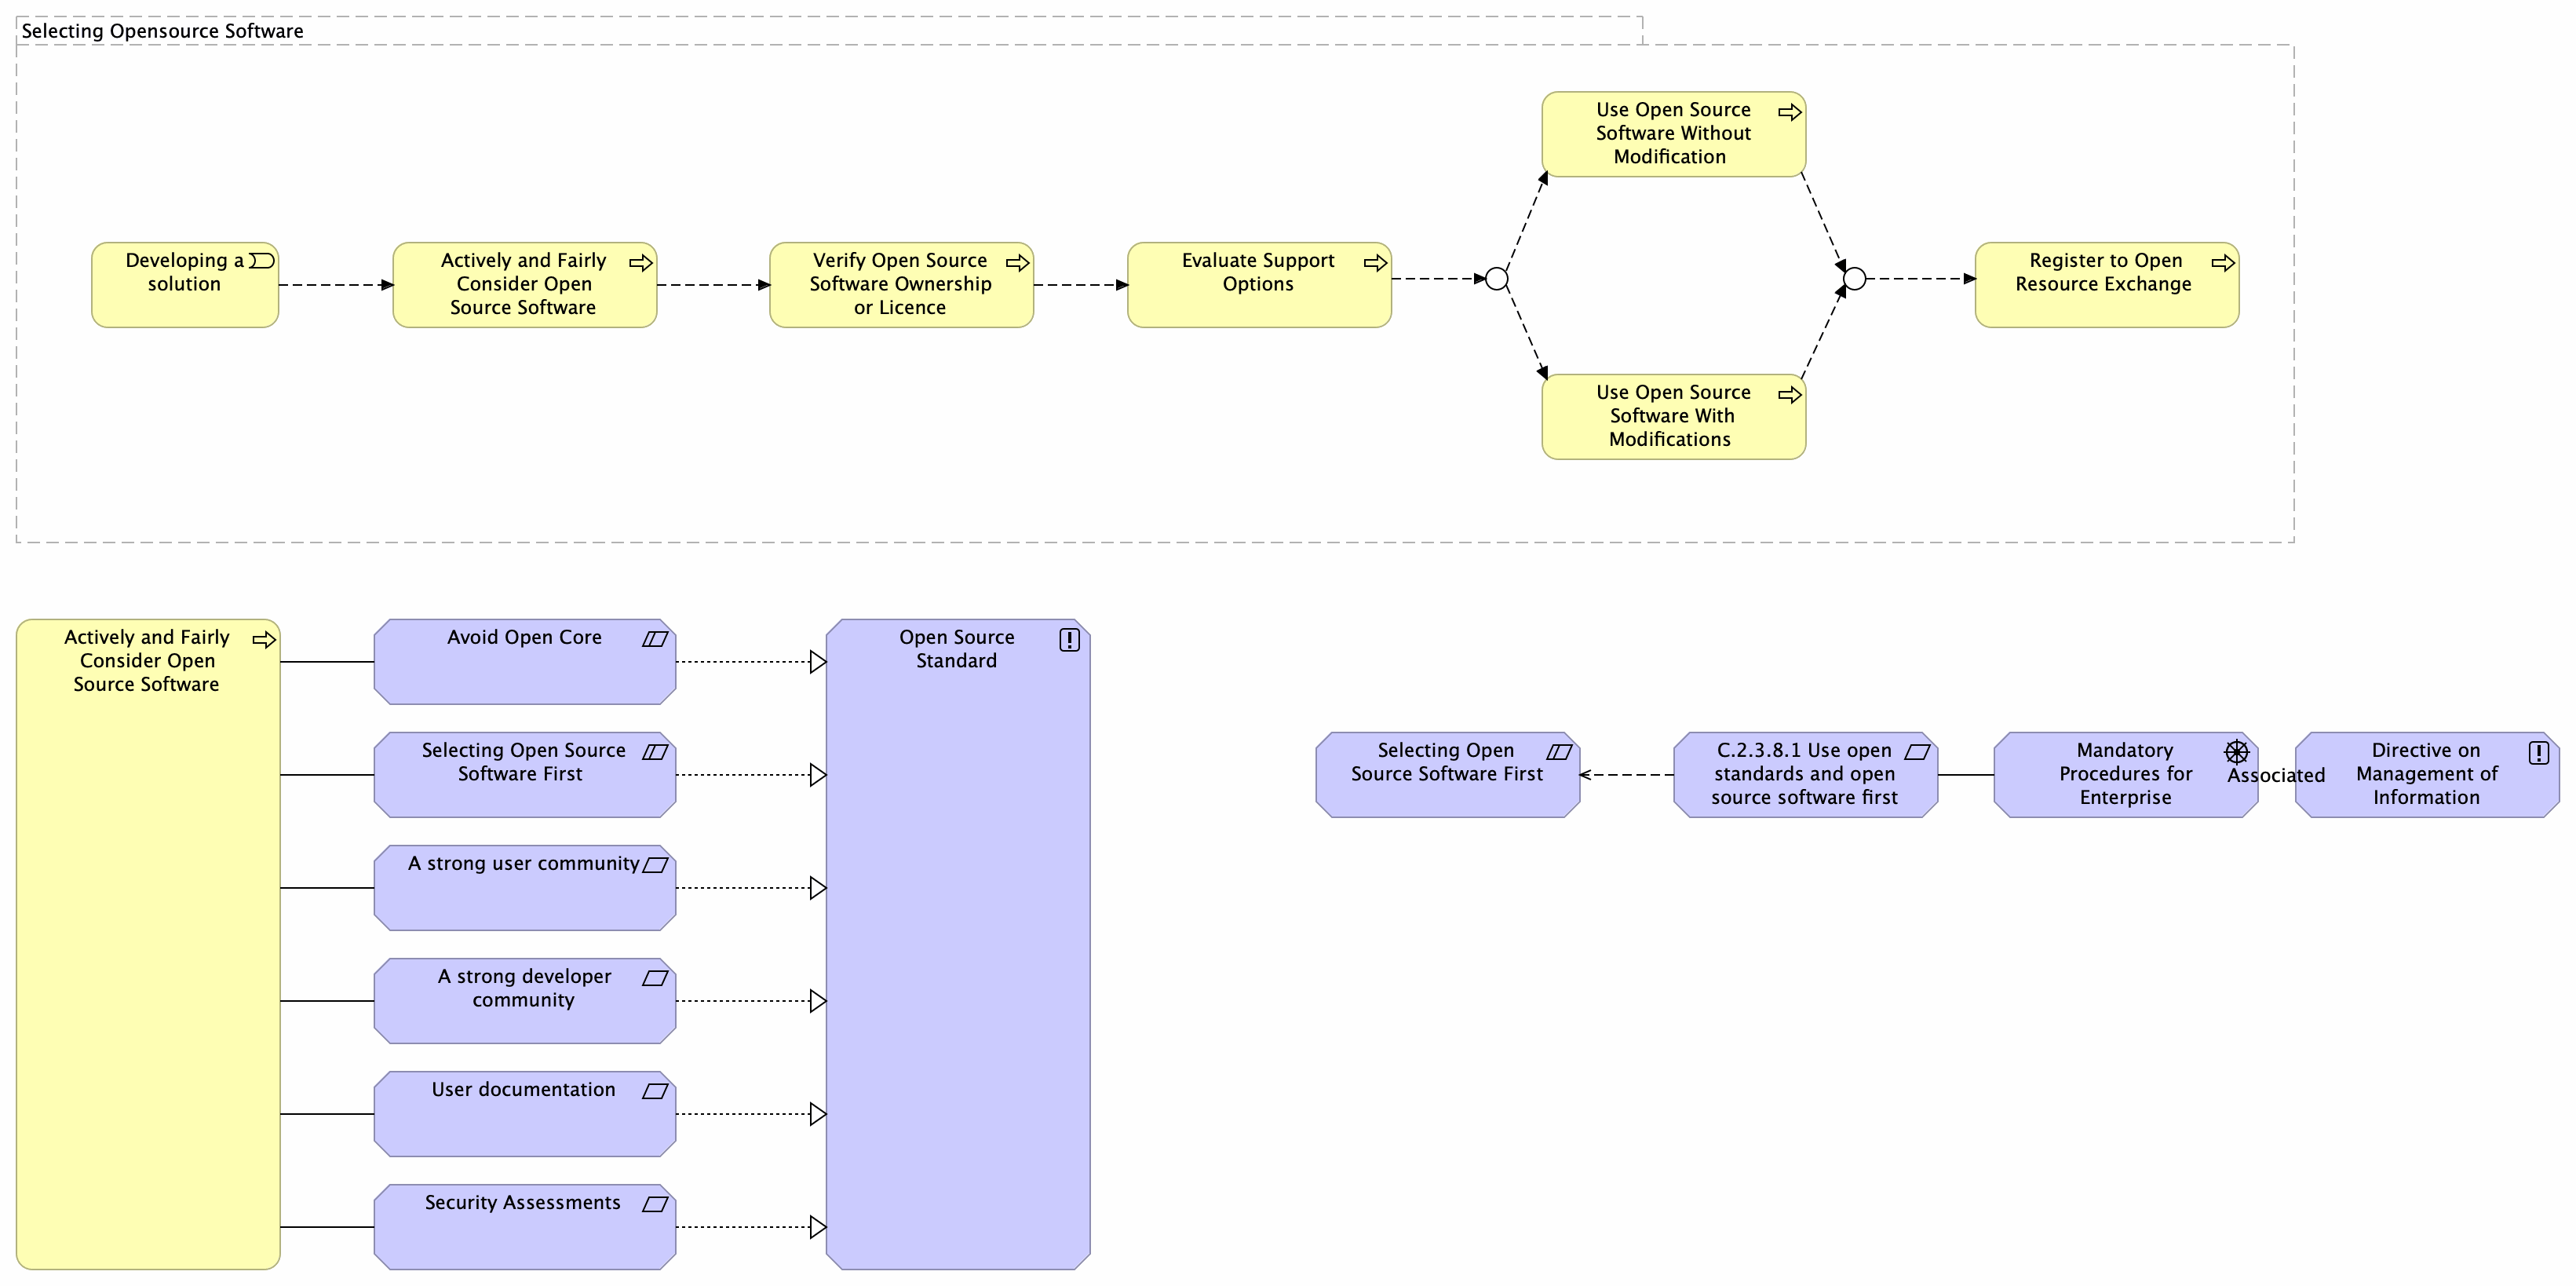 Selecting Opensource Software
Developing a
solution
Actively and Fairly
Consider Open
Source Software
Verify Open Source
Software Ownership
or Licence
Evaluate Support
Options
Use Open Source
Software Without
Modification
Use Open Source
Software With
Modifications
Register to Open
Resource Exchange
Actively and Fairly
Consider Open
Source Software
Avoid Open Core
Selecting Open Source
Software First
A strong user community
A strong developer
community
User documentation
Security Assessments
Open Source
Standard
Selecting Open
Source Software First
C.2.3.8.1 Use open
standards and open
source software first
Mandatory
Procedures for
Enterprise
Associated
Directive on
Management of
Information